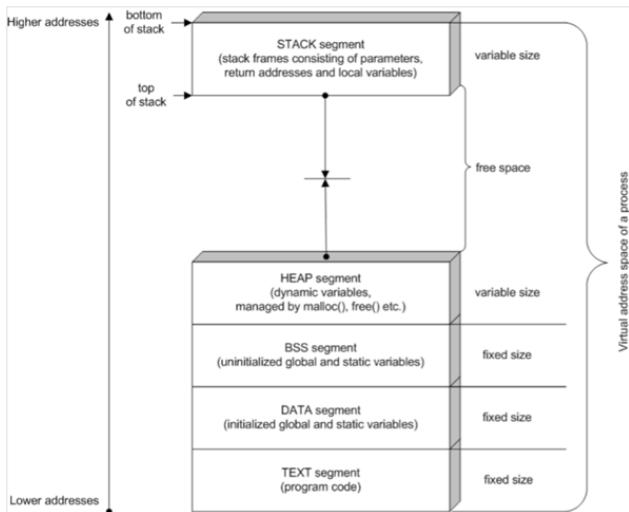 Higher addresses
bottom
of stack
STACK segment
(stack frames consisting of parameters,
return addresses and local variables)
variable size
top
of stack
free space
HEAP segment
(dynamic variables,
managed by malloc(), free() etc.)
variable size
BSS segment
(uninitialized global and static variables)
fixed size
DATA segment
(initialized global and static variables)
fixed size
TEXT segment
(program code)
fixed size
Lower addresses
Virtual address space of a process